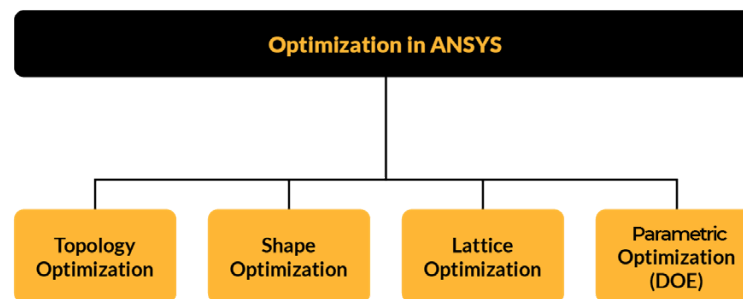 Optimization in ANSYS
Topology
Optimization
Shape
Optimization
Lattice
Optimization
Parametric
Optimization
(DOE)